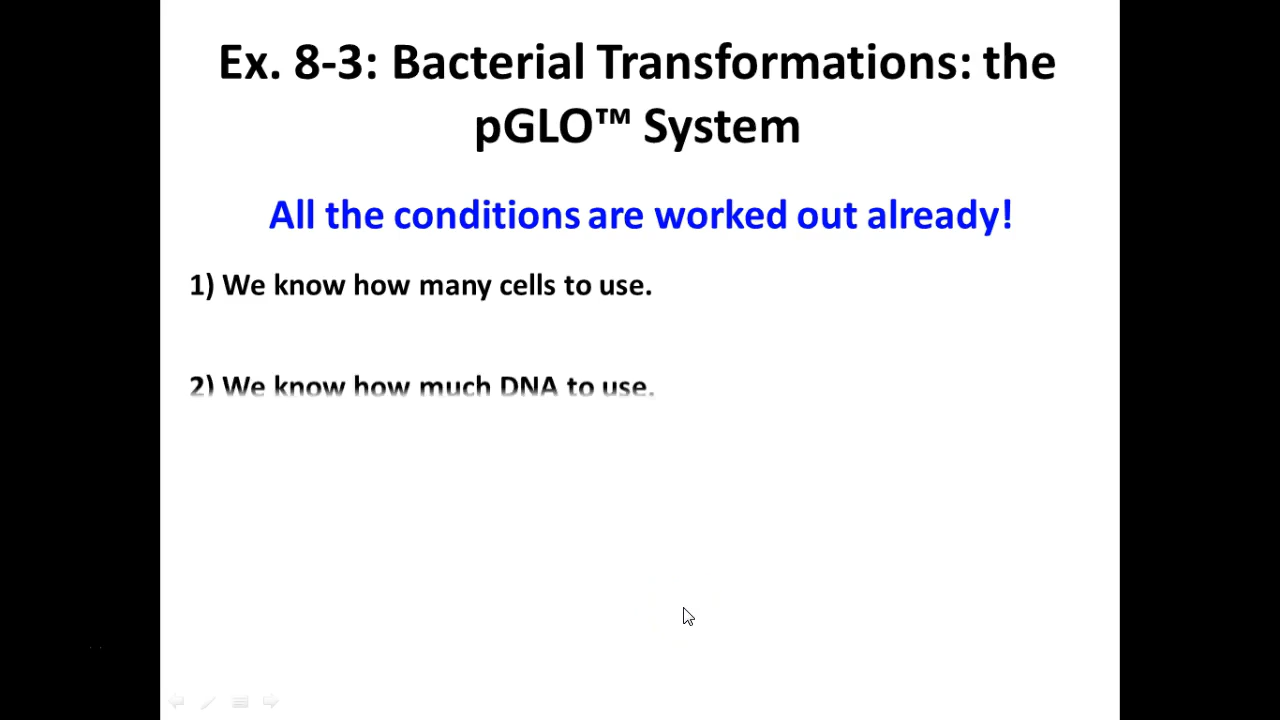 Ex. 8-3: Bacterial Transformations: the
pGLO™ System
All the conditions are worked out already!
1) We know how many cells to use.
2) We know how much DNA to use.